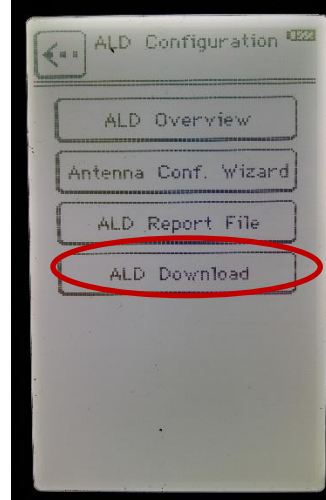 ALD Configuration
ALD Overview
Antenna Conf. Wizard
ALD Report File
ALD Download